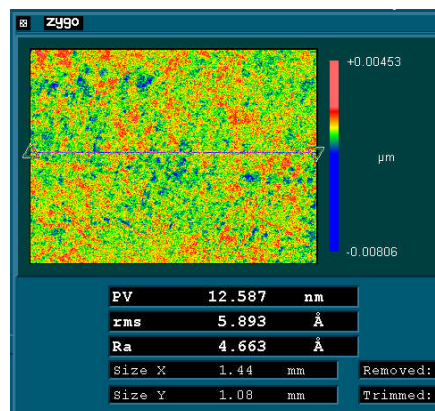 zygo
+0.00453
µm
-0.00806
PV 12.587 nm
rms 5.893 Å
Ra 4.663 Å
Size X 1.44 mm Removed:
Size Y 1.08 mm Trimmed: